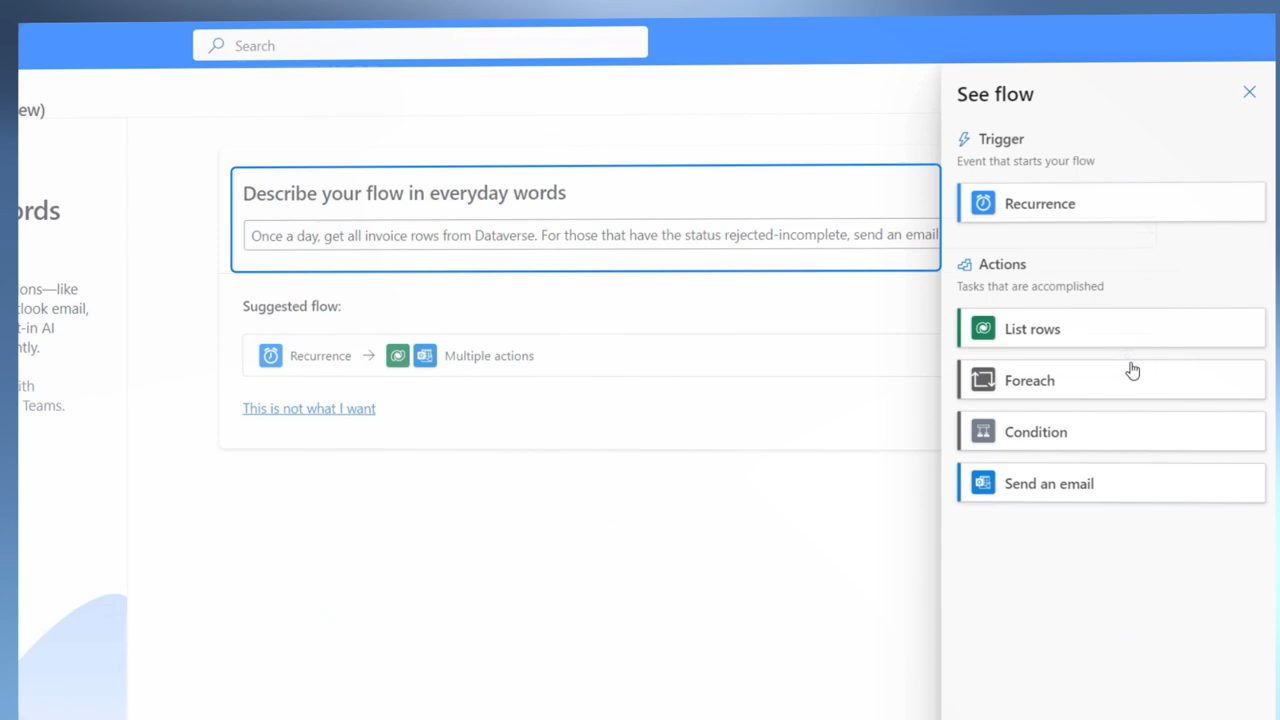 Search
ew)
ords
ons—like
look email,
t-in AI
ntly.
ith
Teams.
Describe your flow in everyday words
Once a day, get all invoice rows from Dataverse. For those that have the status rejected-incomplete, send an email
Suggested flow:
Recurrence → Multiple actions
This is not what I want
See flow
Trigger
Event that starts your flow
Recurrence
Actions
Tasks that are accomplished
List rows
Foreach
Condition
Send an email